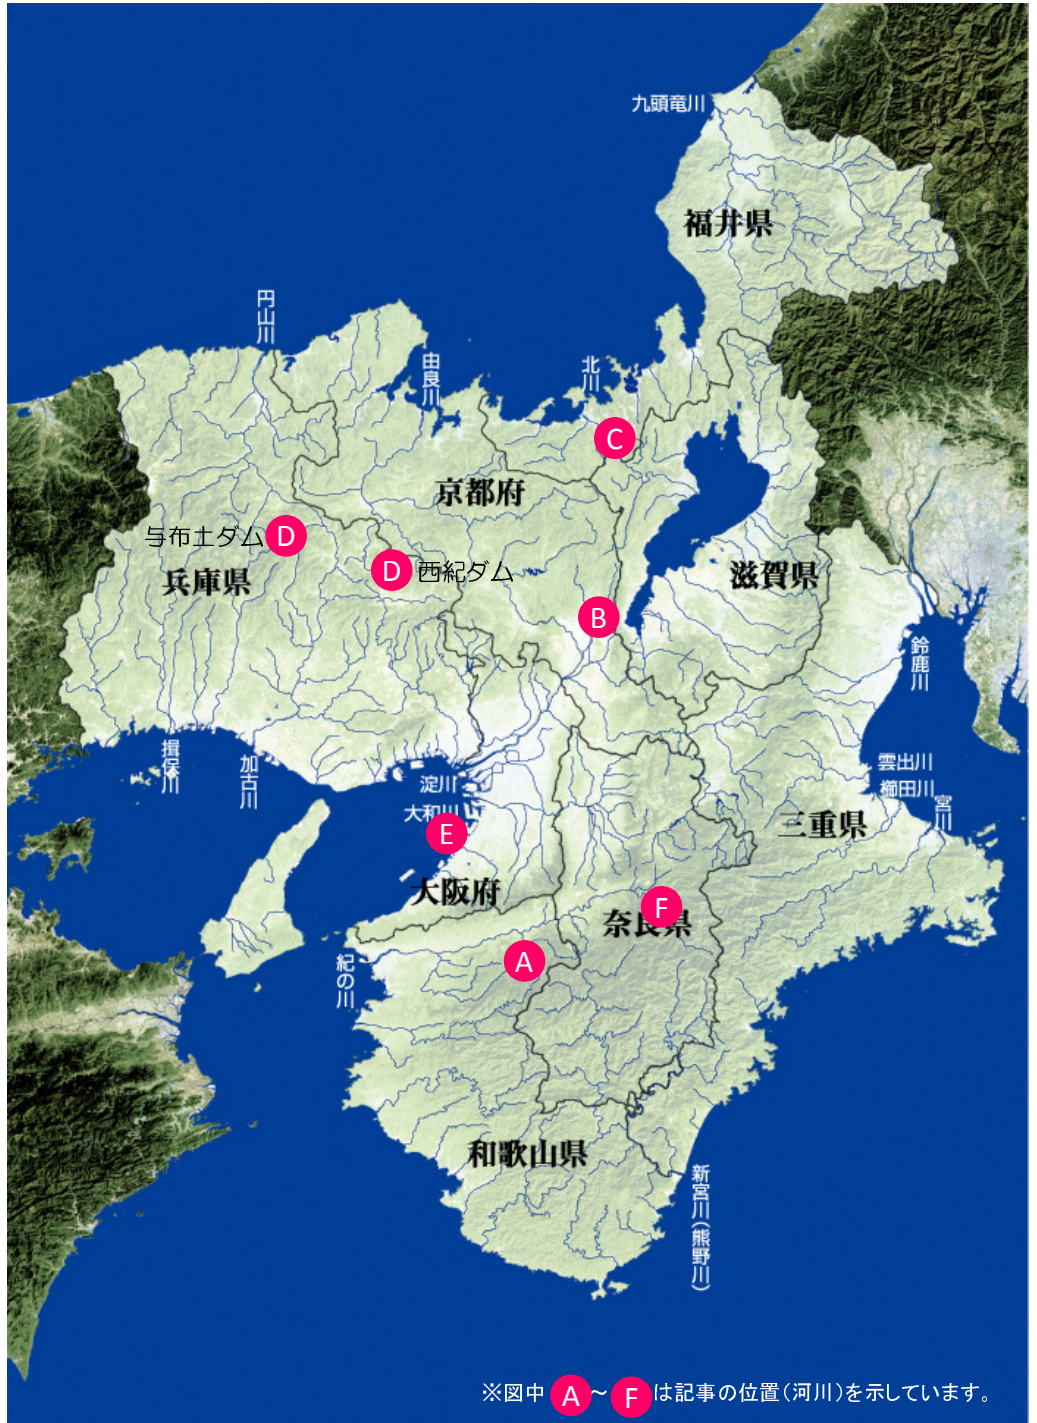 九頭竜川
福井県
円山川
由良川
北川
C
京都府
与布土ダム D
D 西紀ダム
兵庫県
滋賀県
B
鈴鹿川
揖保川
加古川
淀川
大和川
E
雲出川
櫛田川
宮川
三重県
大阪府
F
奈良県
A
紀の川
和歌山県
新宮川(熊野川)
※図中 A ～ F は記事の位置(河川)を示しています。